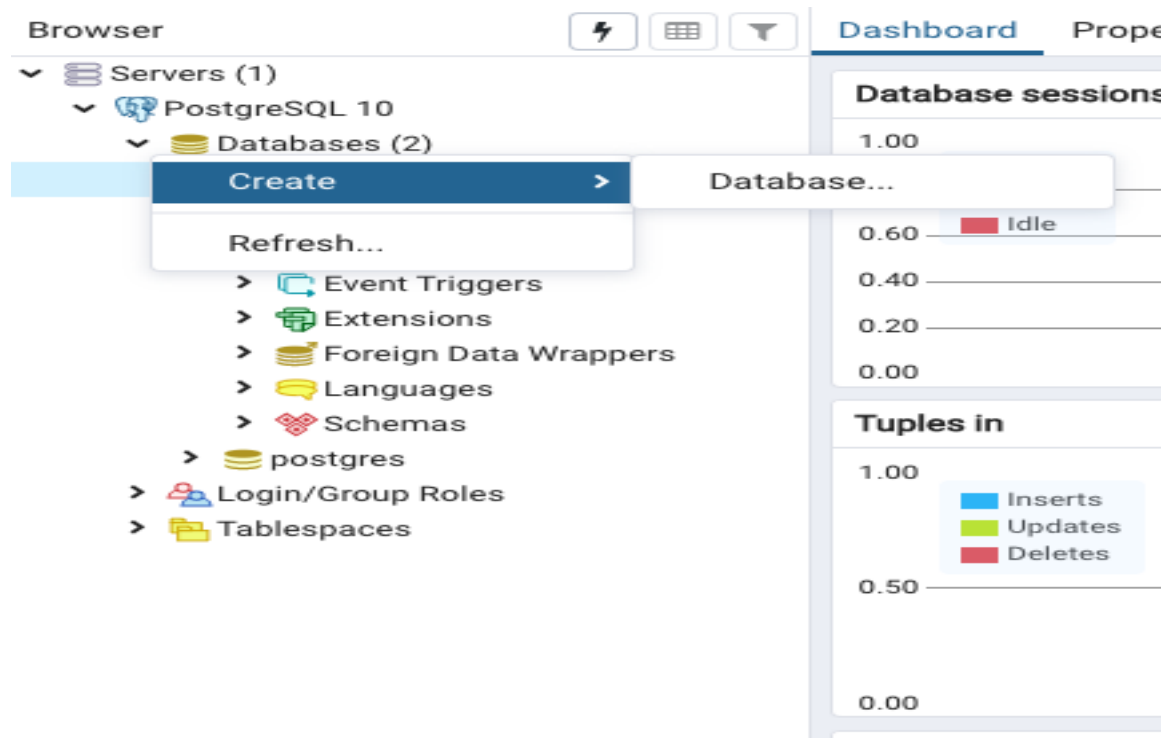 Browser
Servers (1)
PostgreSQL 10
Databases (2)
Create
Database...
Refresh...
Event Triggers
Extensions
Foreign Data Wrappers
Languages
Schemas
postgres
Login/Group Roles
Tablespaces
Dashboard Prope
Database sessions
1.00
Idle
0.60
0.40
0.20
0.00
Tuples in
1.00
Inserts
Updates
Deletes
0.50
0.00